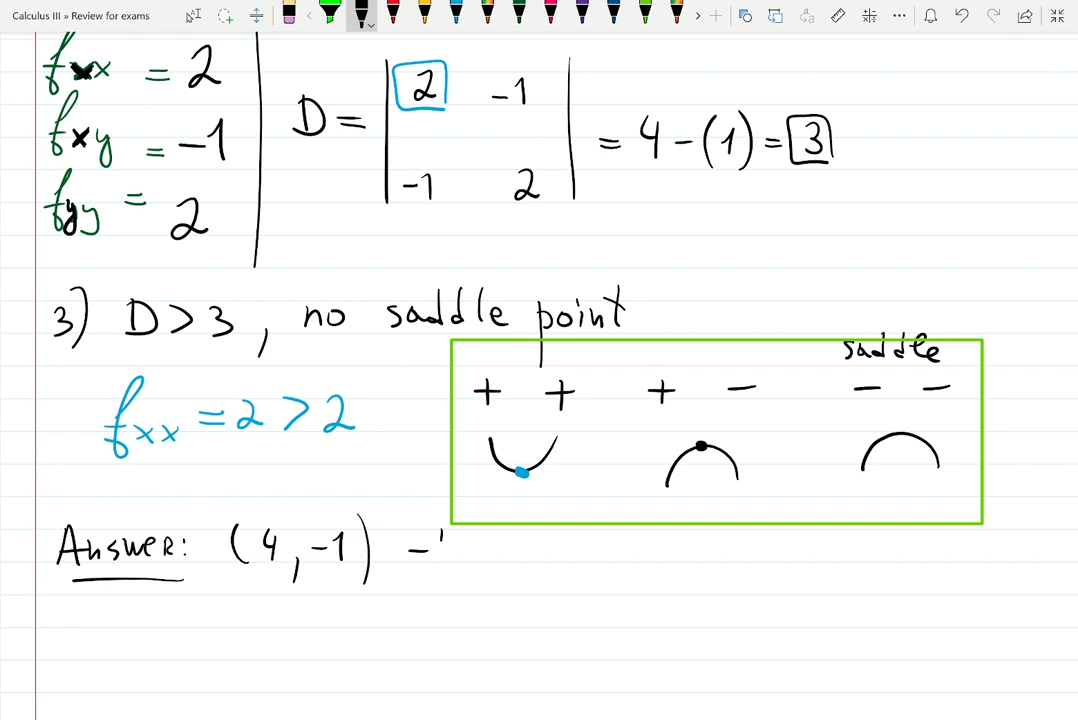 Calculus III » Review for exams
fxx = 2
fxy = -1
fyy = 2
D = | 2 -1 |
| -1 2 | = 4 - (1) = 3
3) D > 3, no saddle point
saddle
+ + + - - -
fxx = 2 > 2
Answer: (4, -1) -'